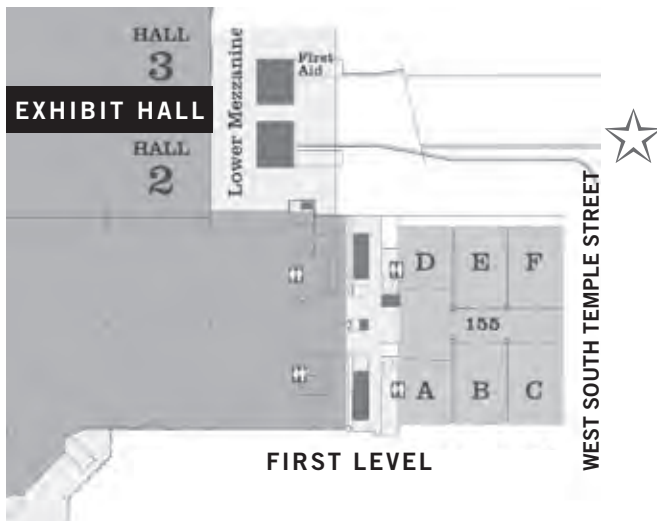 HALL
3
First
Aid
Lower Mezzanine
EXHIBIT HALL
HALL
2
WEST SOUTH TEMPLE STREET
D
E
F
155
A
B
C
FIRST LEVEL